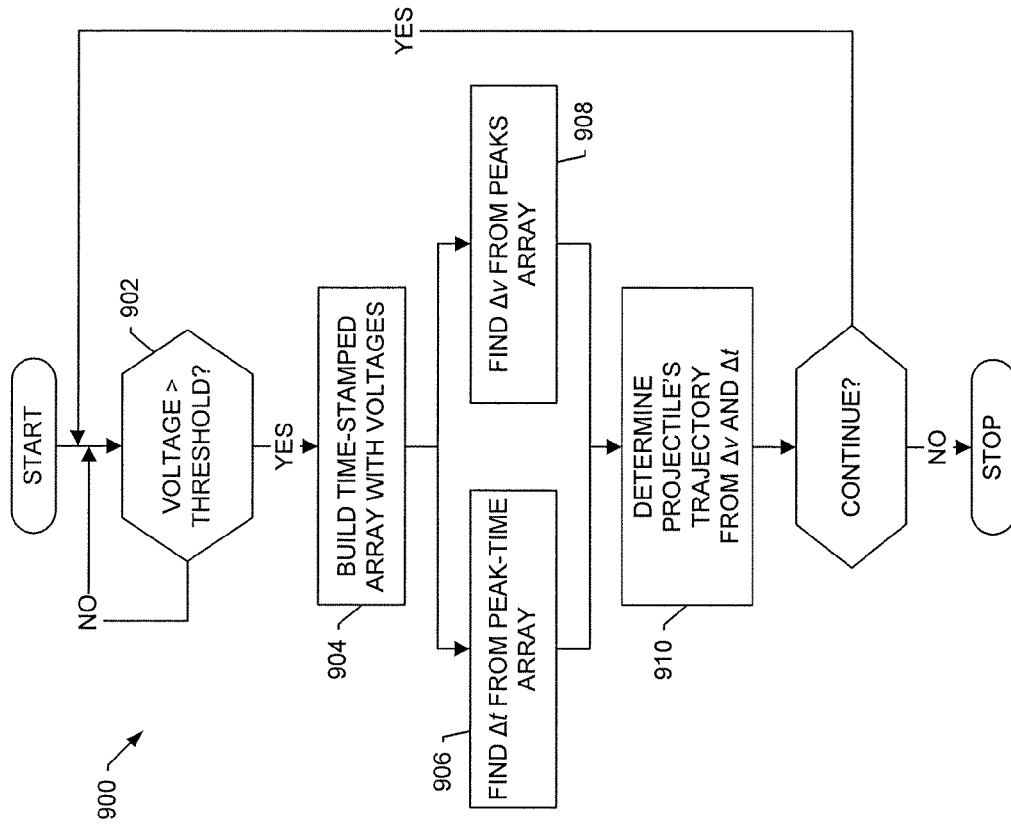 900
START
902
VOLTAGE >
THRESHOLD?
NO
YES
904
BUILD TIME-STAMPED
ARRAY WITH VOLTAGES
906
FIND Δt FROM PEAK-TIME
ARRAY
FIND Δv FROM PEAKS
ARRAY
908
DETERMINE
PROJECTILE'S
TRAJECTORY
FROM Δv AND Δt
910
CONTINUE?
YES
NO
STOP